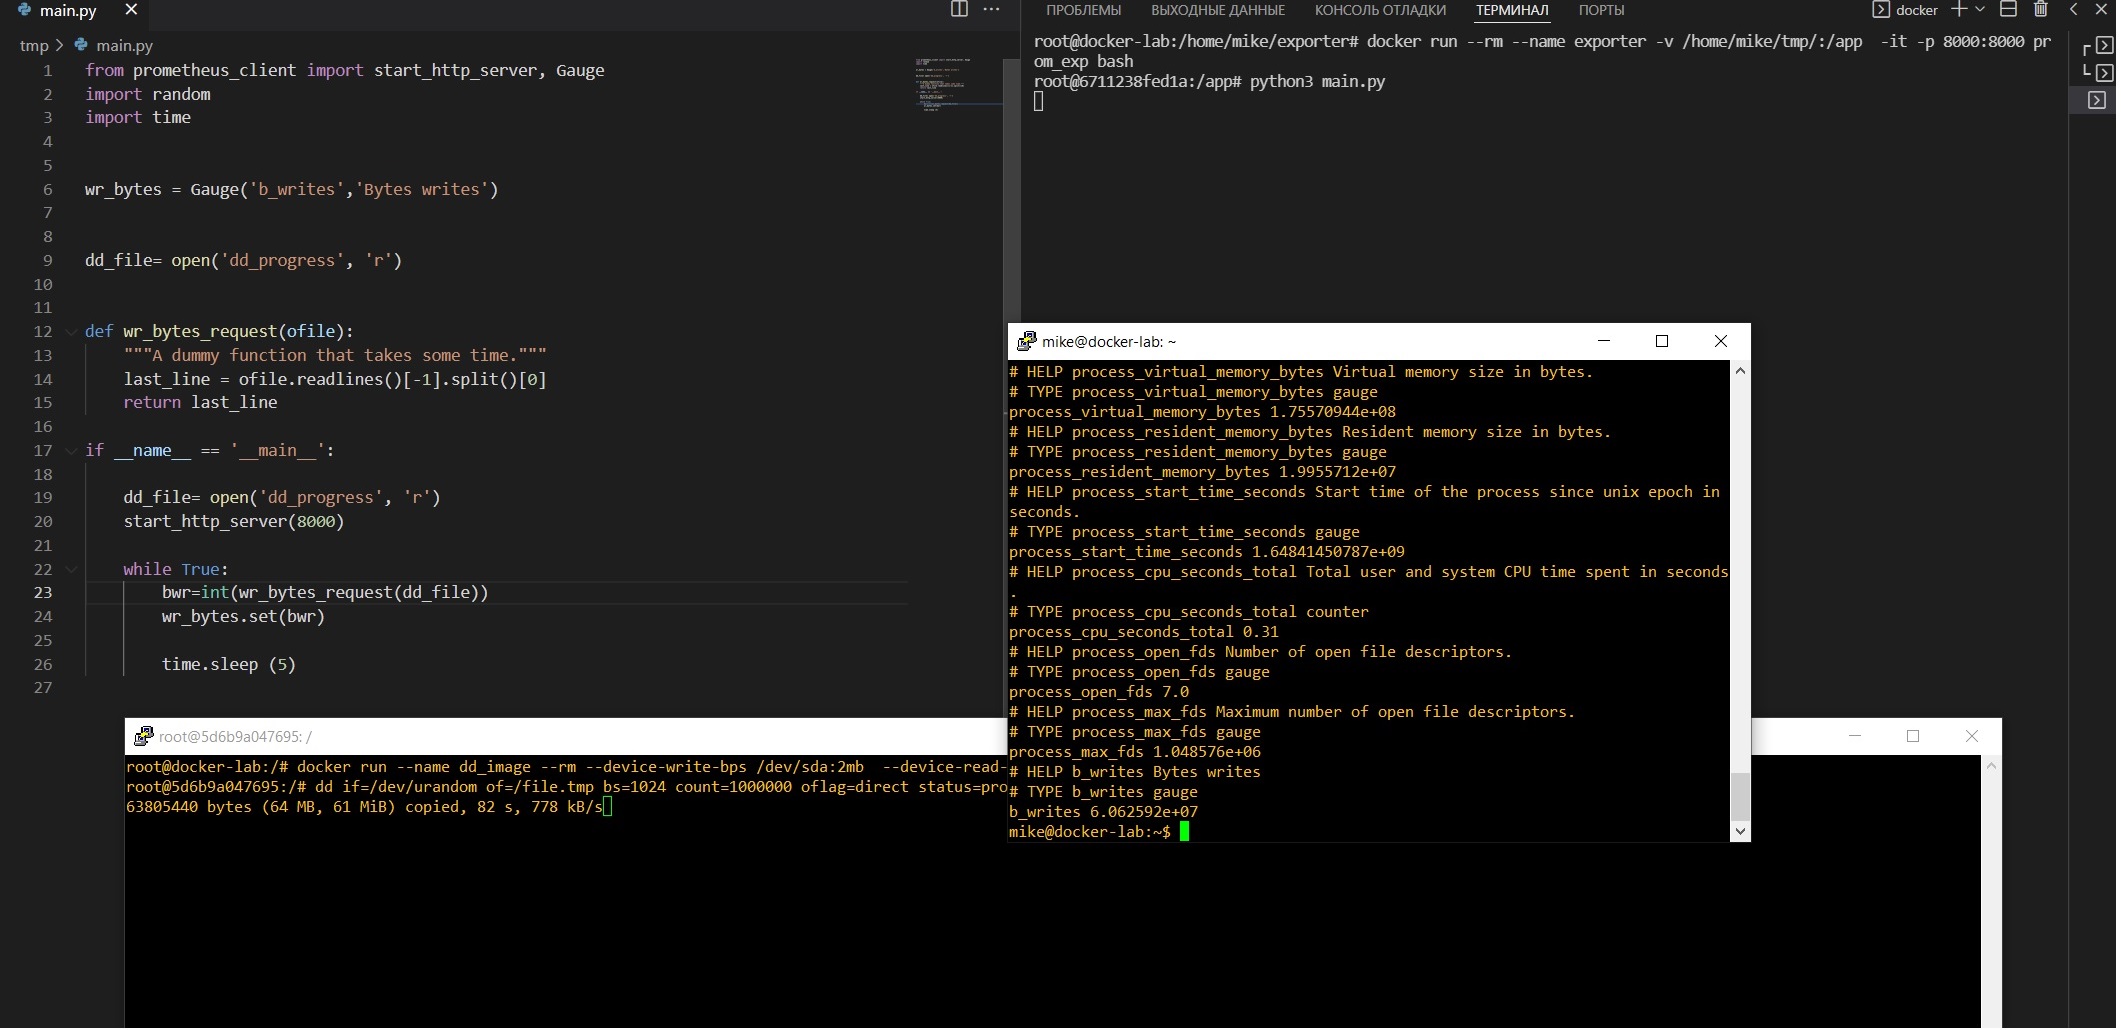 main.py
tmp > main.py
1 from prometheus_client import start_http_server, Gauge
2 import random
3 import time
4
5
6 wr_bytes = Gauge('b_writes','Bytes writes')
7
8
9 dd_file= open('dd_progress', 'r')
10
11
12 def wr_bytes_request(ofile):
13 """A dummy function that takes some time."""
14 last_line = ofile.readlines()[-1].split()[0]
15 return last_line
16
17 if __name__ == '__main__':
18
19 dd_file= open('dd_progress', 'r')
20 start_http_server(8000)
21
22 while True:
23 bwr=int(wr_bytes_request(dd_file))
24 wr_bytes.set(bwr)
25
26 time.sleep (5)
27
ПРОБЛЕМЫ ВЫХОДНЫЕ ДАННЫЕ КОНСОЛЬ ОТЛАДКИ ТЕРМИНАЛ ПОРТЫ docker
root@docker-lab:/home/mike/exporter# docker run --rm --name exporter -v /home/mike/tmp/:/app  -it -p 8000:8000 pr
om_exp bash
root@6711238fed1a:/app# python3 main.py
mike@docker-lab: ~
# HELP process_virtual_memory_bytes Virtual memory size in bytes.
# TYPE process_virtual_memory_bytes gauge
process_virtual_memory_bytes 1.75570944e+08
# HELP process_resident_memory_bytes Resident memory size in bytes.
# TYPE process_resident_memory_bytes gauge
process_resident_memory_bytes 1.9955712e+07
# HELP process_start_time_seconds Start time of the process since unix epoch in
seconds.
# TYPE process_start_time_seconds gauge
process_start_time_seconds 1.64841450787e+09
# HELP process_cpu_seconds_total Total user and system CPU time spent in seconds
.
# TYPE process_cpu_seconds_total counter
process_cpu_seconds_total 0.31
# HELP process_open_fds Number of open file descriptors.
# TYPE process_open_fds gauge
process_open_fds 7.0
# HELP process_max_fds Maximum number of open file descriptors.
# TYPE process_max_fds gauge
process_max_fds 1.048576e+06
# HELP b_writes Bytes writes
# TYPE b_writes gauge
b_writes 6.062592e+07
mike@docker-lab:~$
root@5d6b9a047695: /
root@docker-lab:/# docker run --name dd_image --rm --device-write-bps /dev/sda:2mb  --device-read-
root@5d6b9a047695:/# dd if=/dev/urandom of=/file.tmp bs=1024 count=1000000 oflag=direct status=pro
63805440 bytes (64 MB, 61 MiB) copied, 82 s, 778 kB/s